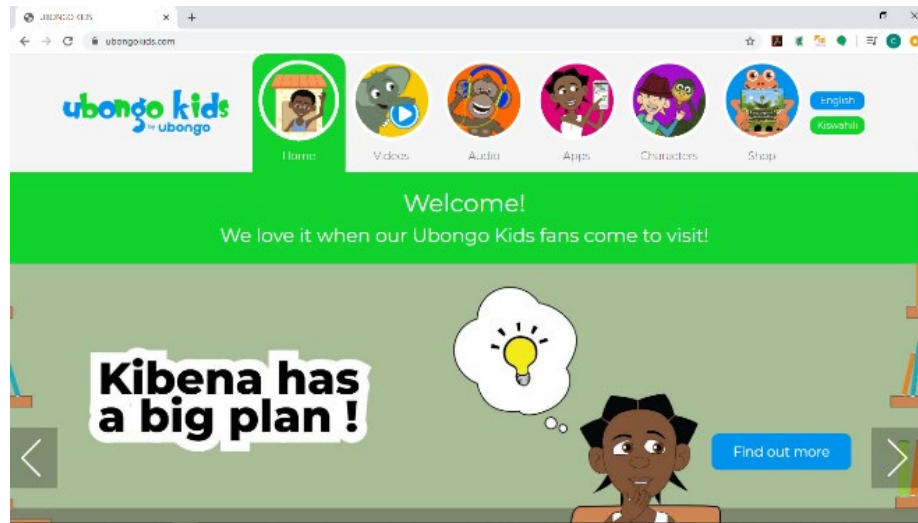 UBONGO KIDS
ubongokids.com
ubongo kids
by ubongo
Home
Videos
Audio
Apps
Characters
Shop
English
Kiswahili
Welcome!
We love it when our Ubongo Kids fans come to visit!
Kibena has
a big plan !
Find out more